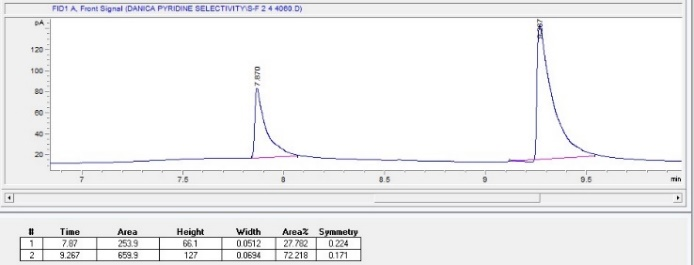 FID1 A, Front Signal (DANICA PYRIDINE SELECTIVITY\S-F 2 4 4060.D)
pA
120
100
80
60
40
20
7.870
7
7.5
8
8.5
9
9.5
min
# Time Area Height Width Area% Symmetry
1 7.87 253.9 66.1 0.0512 27.782 0.224
2 9.267 659.9 127 0.0694 72.218 0.171